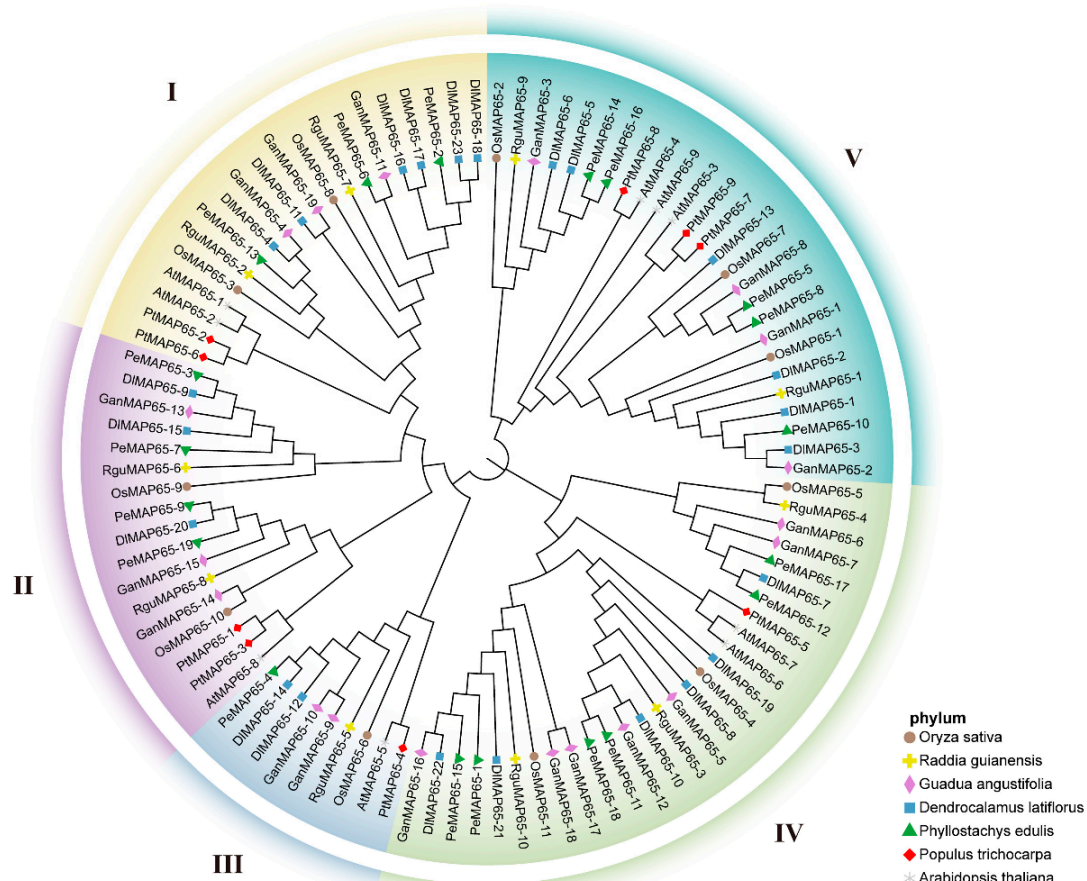 I
V
II
III
IV
OsMAP65-2
RguMAP65-9
GanMAP65-3
DlMAP65-6
DlMAP65-5
PeMAP65-14
PeMAP65-16
PtMAP65-8
AtMAP65-4
AtMAP65-9
AtMAP65-3
PtMAP65-9
PtMAP65-7
DlMAP65-13
OsMAP65-7
GanMAP65-8
PeMAP65-5
PeMAP65-8
GanMAP65-1
OsMAP65-1
DlMAP65-2
RguMAP65-1
DlMAP65-1
PeMAP65-10
DlMAP65-3
GanMAP65-2
OsMAP65-5
RguMAP65-4
GanMAP65-6
GanMAP65-7
PeMAP65-17
DlMAP65-7
PeMAP65-12
PtMAP65-5
AtMAP65-7
AtMAP65-6
DlMAP65-19
OsMAP65-4
DlMAP65-8
GanMAP65-5
RguMAP65-3
DlMAP65-10
GanMAP65-12
PeMAP65-11
PeMAP65-18
GanMAP65-17
GanMAP65-18
OsMAP65-11
RguMAP65-10
DlMAP65-21
PeMAP65-1
PeMAP65-15
DlMAP65-22
GanMAP65-16
PtMAP65-4
AtMAP65-5
OsMAP65-6
RguMAP65-5
GanMAP65-9
GanMAP65-10
DlMAP65-12
DlMAP65-14
PeMAP65-4
AtMAP65-8
PtMAP65-3
PtMAP65-1
OsMAP65-10
GanMAP65-14
RguMAP65-8
GanMAP65-15
PeMAP65-19
DlMAP65-20
PeMAP65-9
OsMAP65-9
RguMAP65-6
PeMAP65-7
DlMAP65-15
GanMAP65-13
DlMAP65-9
PeMAP65-3
PtMAP65-6
PtMAP65-2
AtMAP65-2
AtMAP65-1
OsMAP65-3
RguMAP65-2
PeMAP65-13
DlMAP65-4
GanMAP65-4
DlMAP65-11
GanMAP65-19
OsMAP65-8
RguMAP65-7
PeMAP65-6
GanMAP65-11
DlMAP65-16
DlMAP65-17
PeMAP65-2
DlMAP65-23
DlMAP65-18
phylum
Oryza sativa
Raddia guianensis
Guadua angustifolia
Dendrocalamus latiflorus
Phyllostachys edulis
Populus trichocarpa
Arabidopsis thaliana